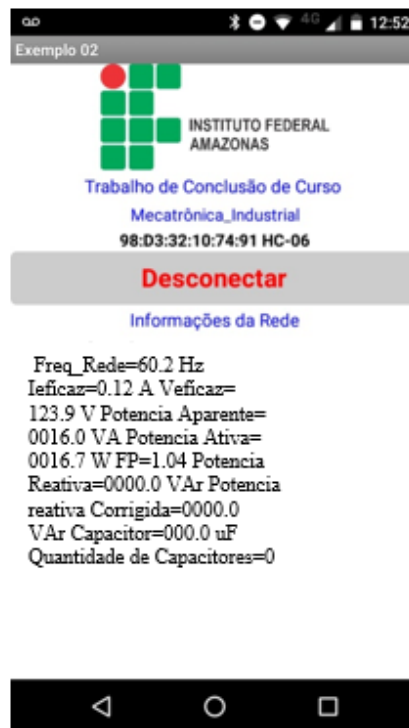 4G 12:52
Exemplo 02
INSTITUTO FEDERAL
AMAZONAS
Trabalho de Conclusão de Curso
Mecatrônica_Industrial
98:D3:32:10:74:91 HC-06
Desconectar
Informações da Rede
Freq_Rede=60.2 Hz
Ieficaz=0.12 A Veficaz=
123.9 V Potencia Aparente=
0016.0 VA Potencia Ativa=
0016.7 W FP=1.04 Potencia
Reativa=0000.0 VAr Potencia
reativa Corrigida=0000.0
VAr Capacitor=000.0 uF
Quantidade de Capacitores=0